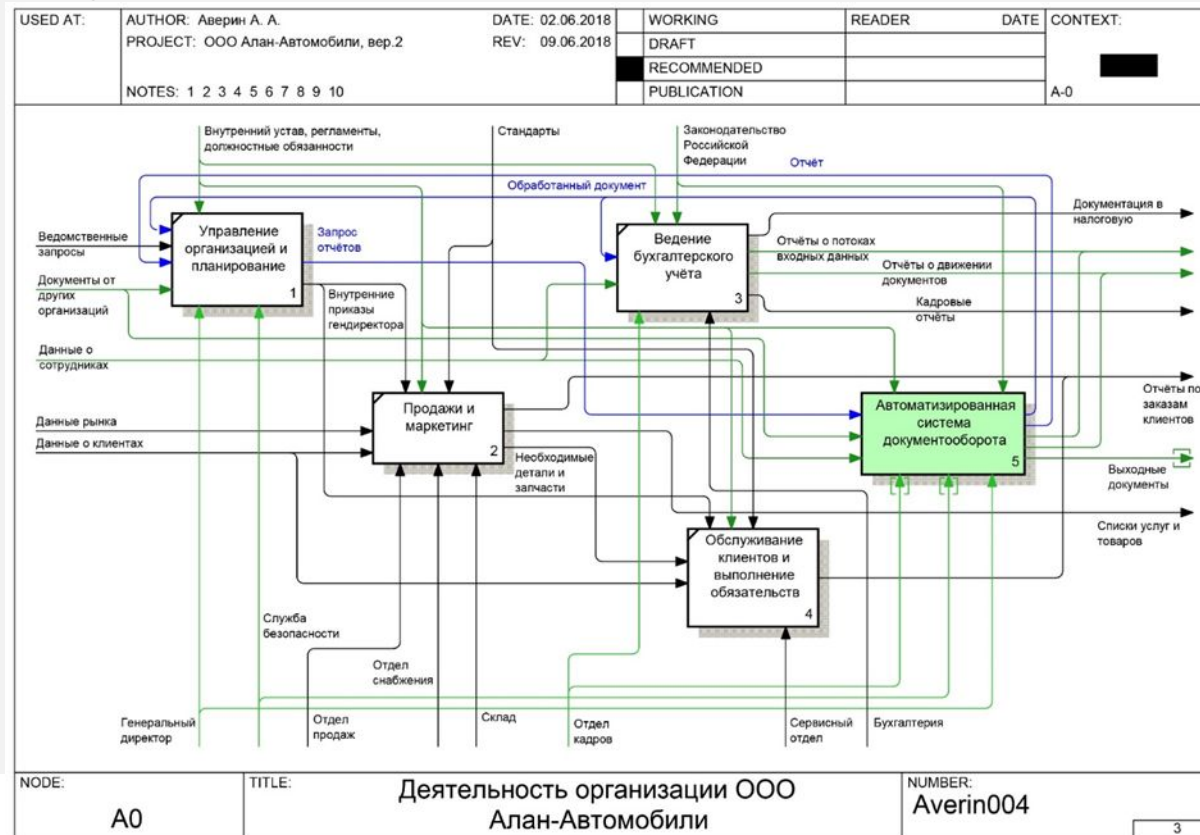 USED AT:
AUTHOR: Аверин А. А.
DATE: 02.06.2018
PROJECT: ООО Алан-Автомобили, вер.2
REV: 09.06.2018
NOTES: 1 2 3 4 5 6 7 8 9 10
WORKING
DRAFT
RECOMMENDED
PUBLICATION
READER
DATE
CONTEXT:
A-0
Внутренний устав, регламенты,
должностные обязанности
Стандарты
Законодательство
Российской
Федерации
Отчёт
Обработанный документ
Ведомственные
запросы
Управление
организацией и
планирование
1
Запрос
отчётов
Ведение
бухгалтерского
учёта
3
Документация в
налоговую
Отчёты о потоках
входных данных
Отчёты о движении
документов
Кадровые
отчёты
Документы от
других
организаций
Внутренние
приказы
гендиректора
Данные о
сотрудниках
Данные рынка
Данные о клиентах
Продажи и
маркетинг
2
Автоматизированная
система
документооборота
5
Отчёты по
заказам
клиентов
Необходимые
детали и
запчасти
Выходные
документы
Списки услуг и
товаров
Обслуживание
клиентов и
выполнение
обязательств
4
Служба
безопасности
Отдел
снабжения
Генеральный
директор
Отдел
продаж
Склад
Отдел
кадров
Сервисный
отдел
Бухгалтерия
NODE:
A0
TITLE:
Деятельность организации ООО
Алан-Автомобили
NUMBER:
Averin004
3